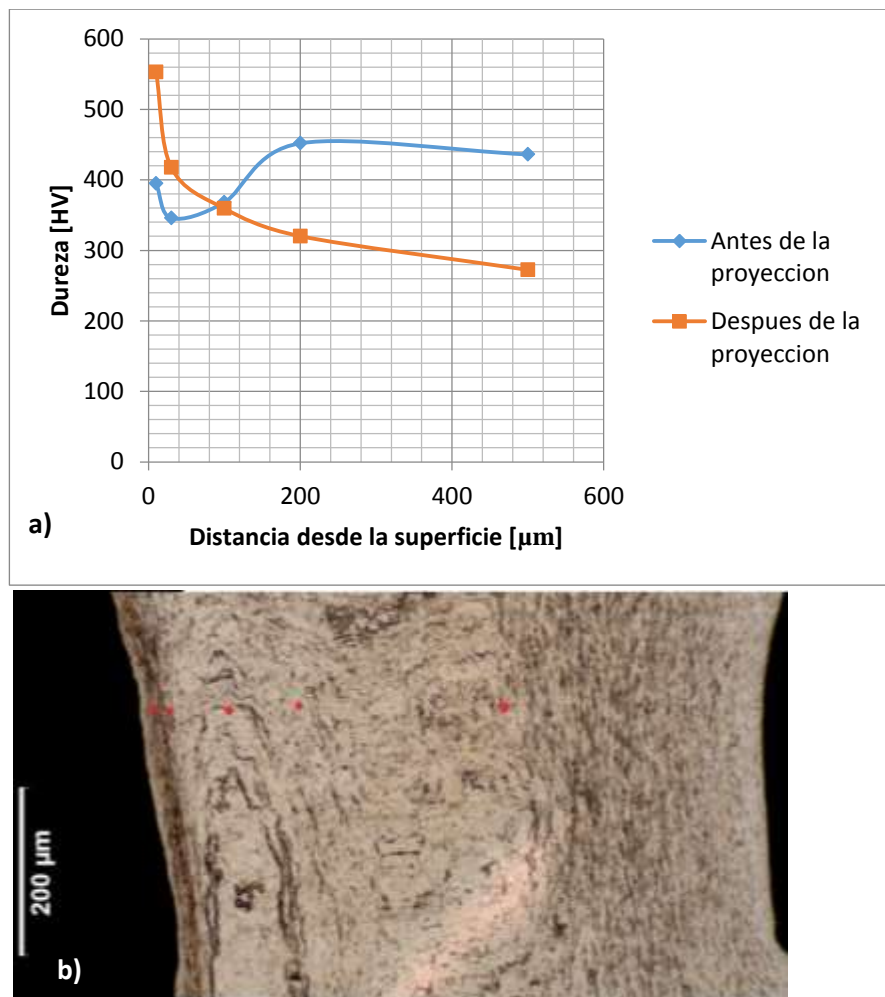 600
500
400
300
200
100
0
Dureza [HV]
0 200 400 600
Distancia desde la superficie [µm]
a)
Antes de la
proyeccion
Despues de la
proyeccion
200 µm
b)